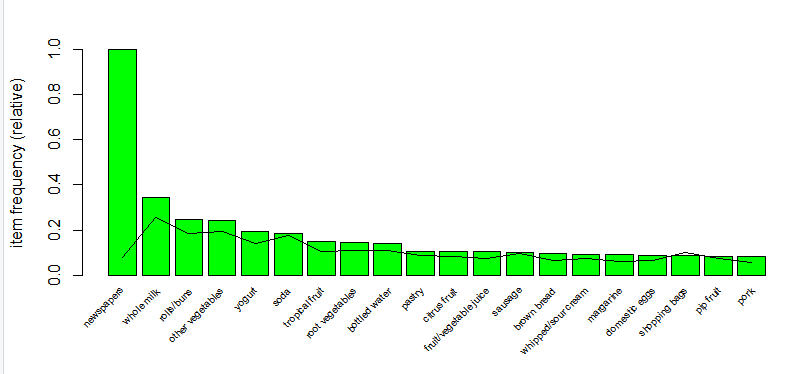 item frequency (relative)
1.0
0.8
0.6
0.4
0.2
0.0
newspapers
whole milk
rolls/buns
other vegetables
yogurt
soda
tropical fruit
root vegetables
bottled water
pastry
citrus fruit
fruit/vegetable juice
sausage
brown bread
whipped/sour cream
margarine
domestic eggs
shopping bags
pip fruit
pork